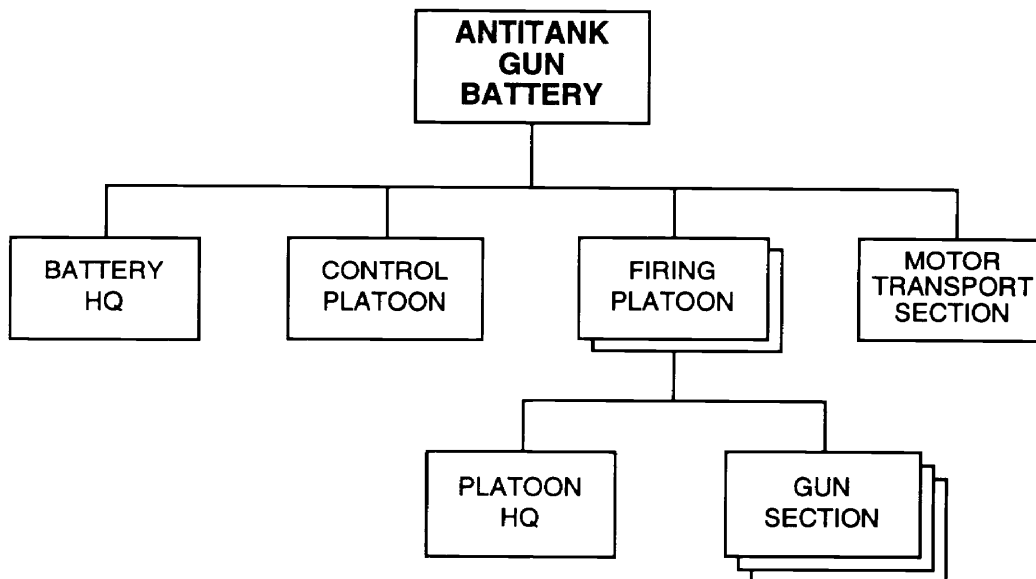 ANTITANK
GUN
BATTERY
BATTERY
HQ
CONTROL
PLATOON
FIRING
PLATOON
MOTOR
TRANSPORT
SECTION
PLATOON
HQ
GUN
SECTION